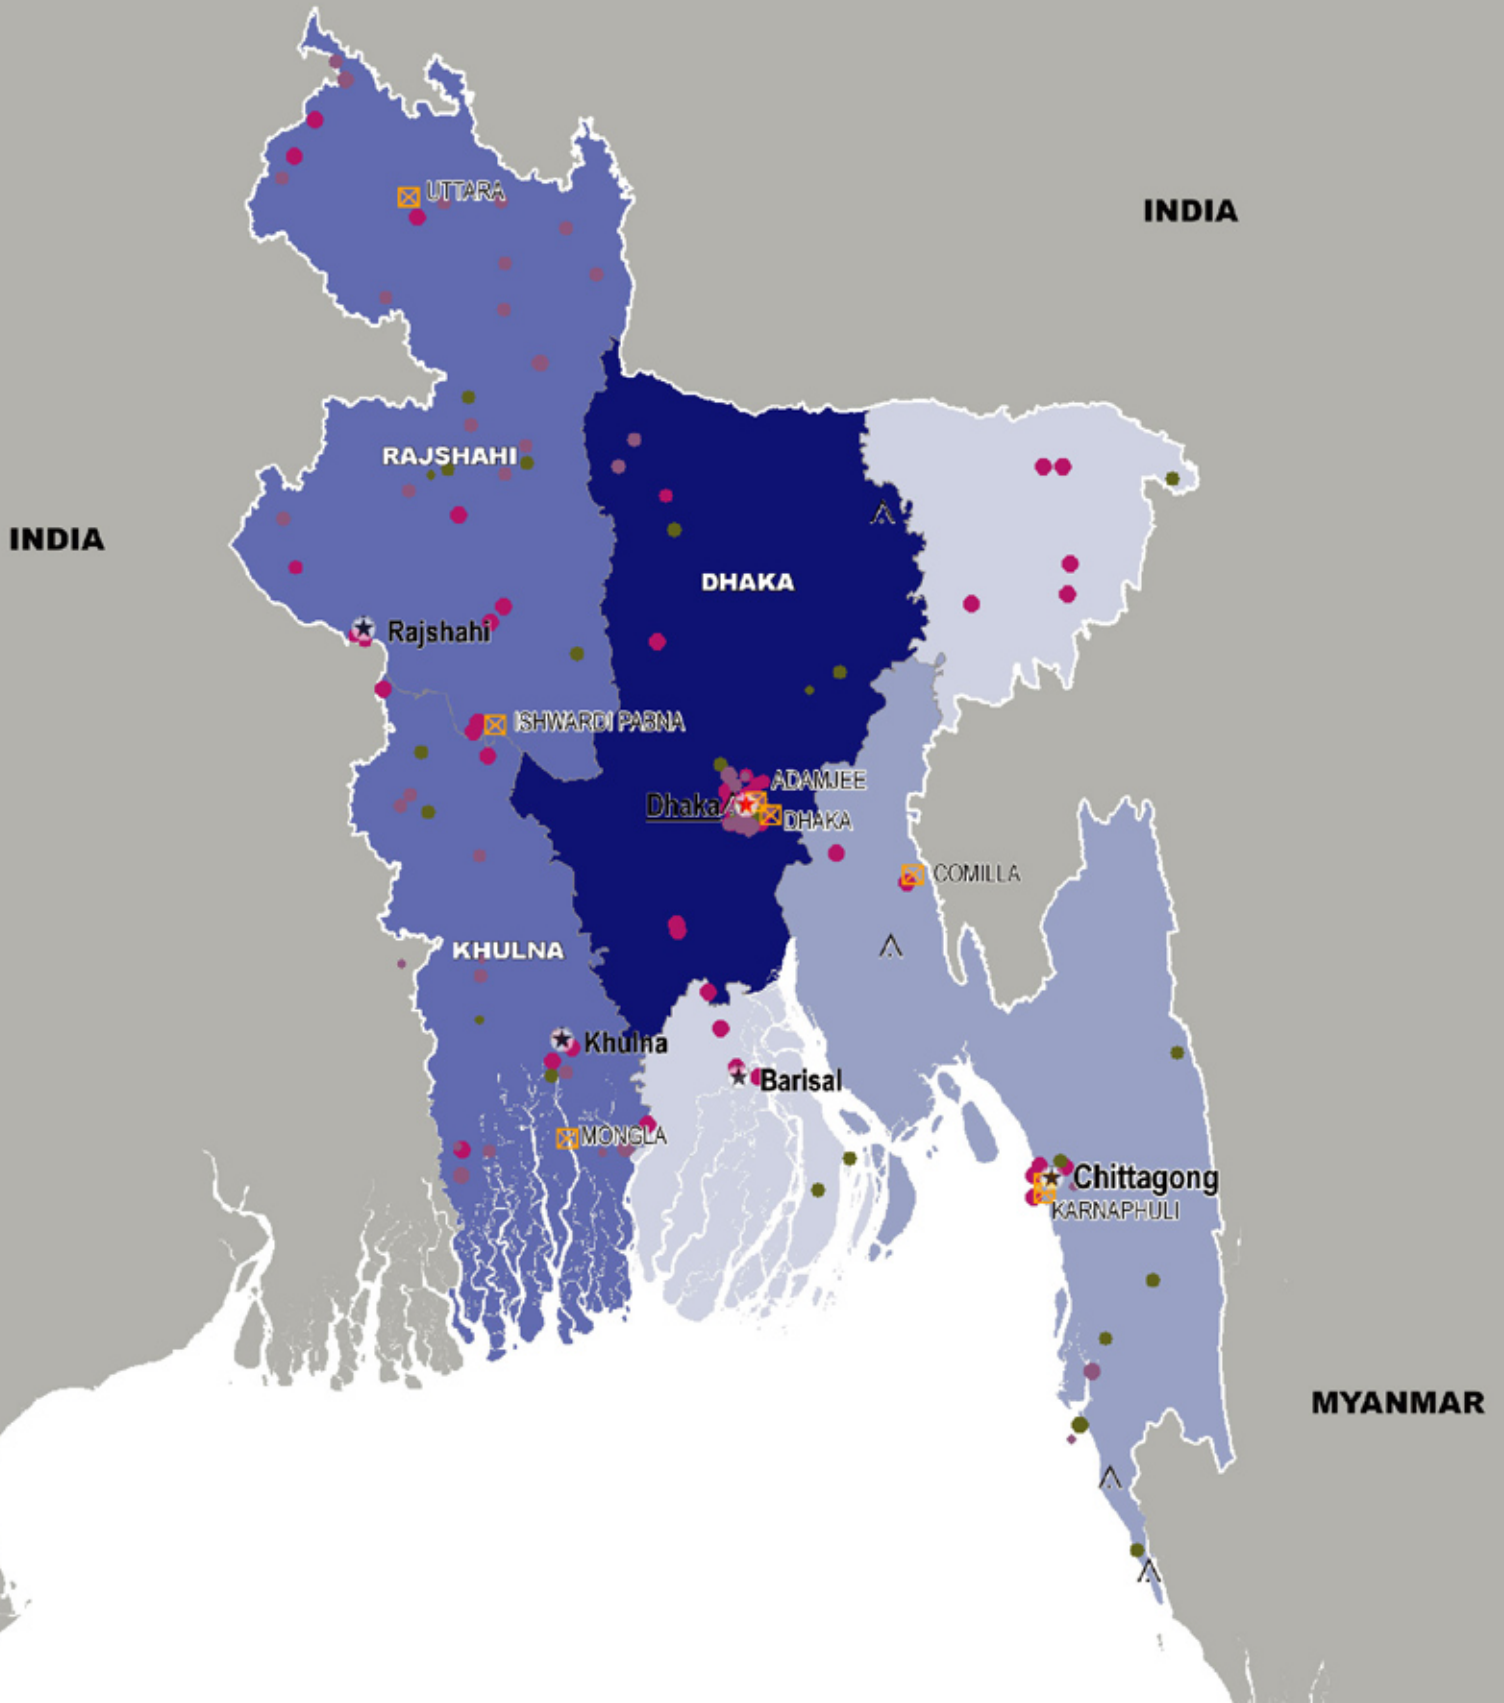 UTTARA
INDIA
RAJSHAHI
INDIA
DHAKA
Rajshahi
ISHWARDI PABNA
ADAMJEE
Dhaka
DHAKA
COMILLA
KHULNA
Khulna
Barisal
MONGLA
Chittagong
KARNAPHULI
MYANMAR